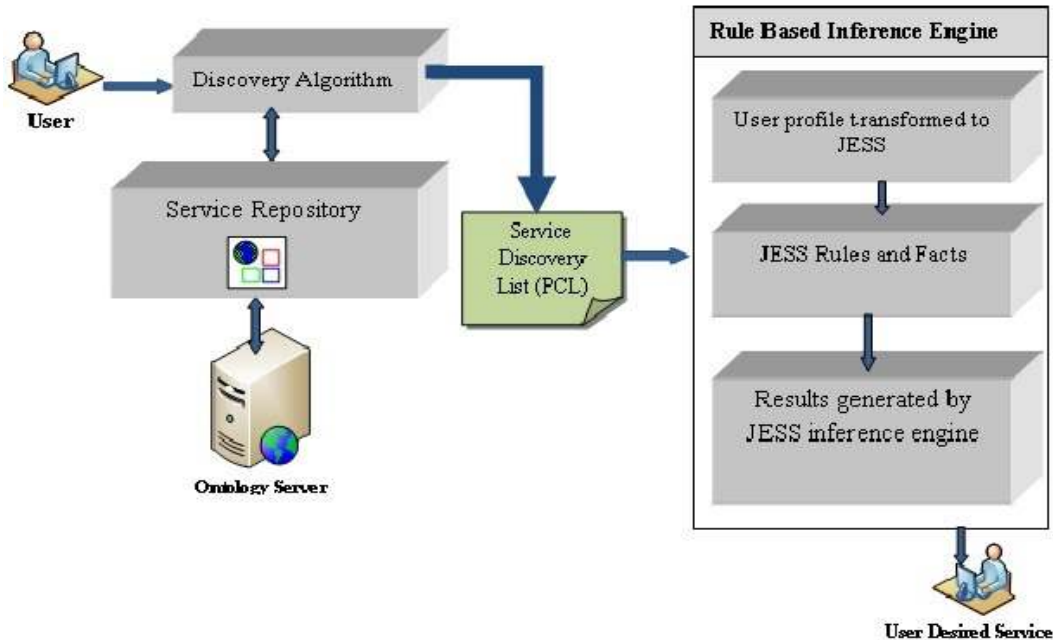 Rule Based Inference Engine
Discovery Algorithm
User
User profile transformed to
JESS
Service Repository
Service
Discovery
List (PCL)
JESS Rules and Facts
Results generated by
JESS inference engine
Ontology Server
User Desired Service